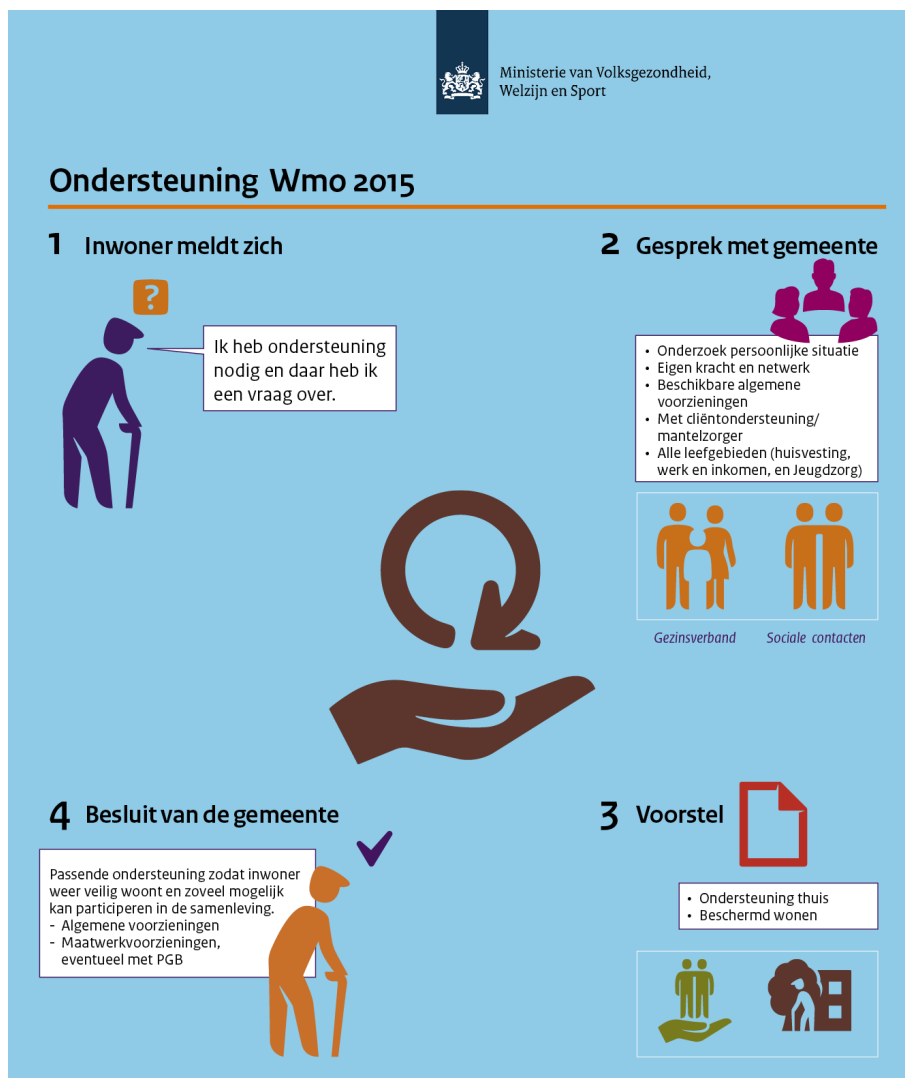 Ministerie van Volksgezondheid,
Welzijn en Sport
Ondersteuning Wmo 2015
1 Inwoner meldt zich
?
Ik heb ondersteuning
nodig en daar heb ik
een vraag over.
2 Gesprek met gemeente
• Onderzoek persoonlijke situatie
• Eigen kracht en netwerk
• Beschikbare algemene
voorzieningen
• Met cliëntondersteuning/
mantelzorger
• Alle leefgebieden (huisvesting,
werk en inkomen, en Jeugdzorg)
Gezinsverband
Sociale contacten
3 Voorstel
• Ondersteuning thuis
• Beschermd wonen
4 Besluit van de gemeente
Passende ondersteuning zodat inwoner
weer veilig woont en zoveel mogelijk
kan participeren in de samenleving.
- Algemene voorzieningen
- Maatwerkvoorzieningen,
eventueel met PGB